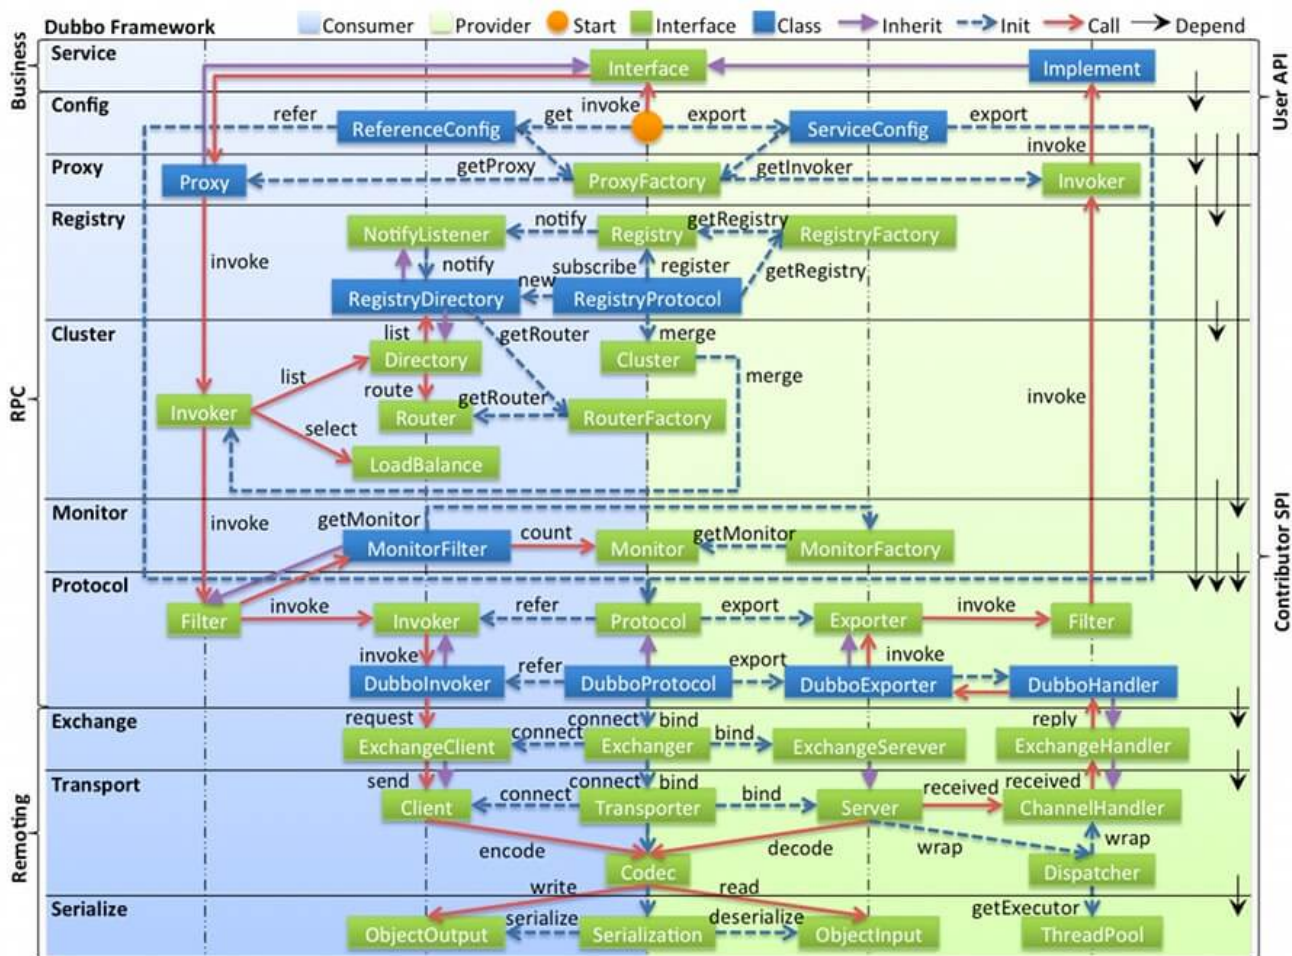 Dubbo Framework
Consumer
Provider
Start
Interface
Class
Inherit
Init
Call
Depend
Business
RPC
Remoting
User API
Contributor SPI
Service
Interface
Implement
Config
refer
ReferenceConfig
get
invoke
export
ServiceConfig
export
invoke
Proxy
Proxy
getProxy
ProxyFactory
getInvoker
Invoker
Registry
NotifyListener
notify
Registry
getRegistry
RegistryFactory
invoke
notify
subscribe
register
getRegistry
RegistryDirectory
new
RegistryProtocol
Cluster
list
getRouter
merge
Directory
Cluster
merge
list
route
getRouter
invoke
Invoker
Router
RouterFactory
select
LoadBalance
Monitor
invoke
getMonitor
MonitorFilter
count
Monitor
getMonitor
MonitorFactory
Protocol
Filter
invoke
Invoker
refer
Protocol
export
Exporter
invoke
Filter
invoke
refer
export
invoke
DubboInvoker
DubboProtocol
DubboExporter
DubboHandler
Exchange
request
connect
bind
reply
ExchangeClient
connect
Exchanger
bind
ExchangeSerever
ExchangeHandler
Transport
send
connect
bind
received
received
Client
connect
Transporter
bind
Server
ChannelHandler
encode
decode
wrap
wrap
Codec
Dispatcher
write
read
Serialize
getExecutor
ObjectOutput
serialize
Serialization
deserialize
ObjectInput
ThreadPool